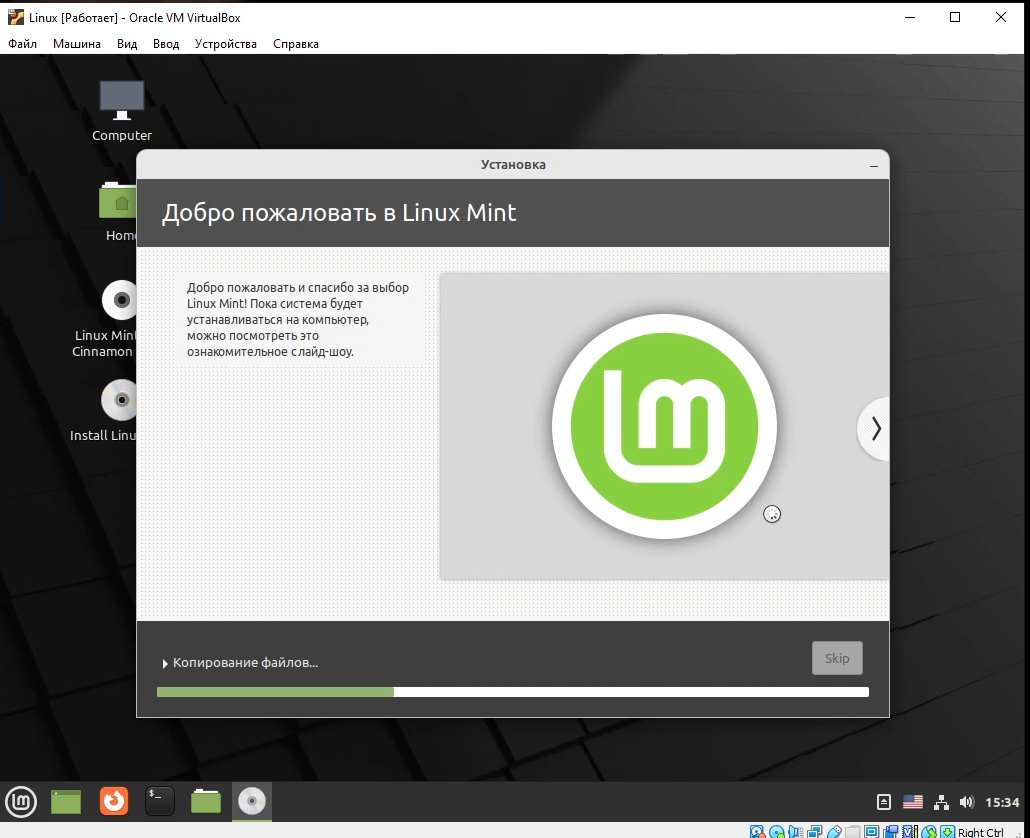 Linux [Работает] - Oracle VM VirtualBox
Файл Машина Вид Ввод Устройства Справка
Computer
Установка
Добро пожаловать в Linux Mint
Home
Добро пожаловать и спасибо за выбор
Linux Mint! Пока система будет
устанавливаться на компьютер,
можно посмотреть это
ознакомительное слайд-шоу.
Linux Mint
Cinnamon
Install Linu
Копирование файлов...
Skip
$_
15:34
Right Ctrl